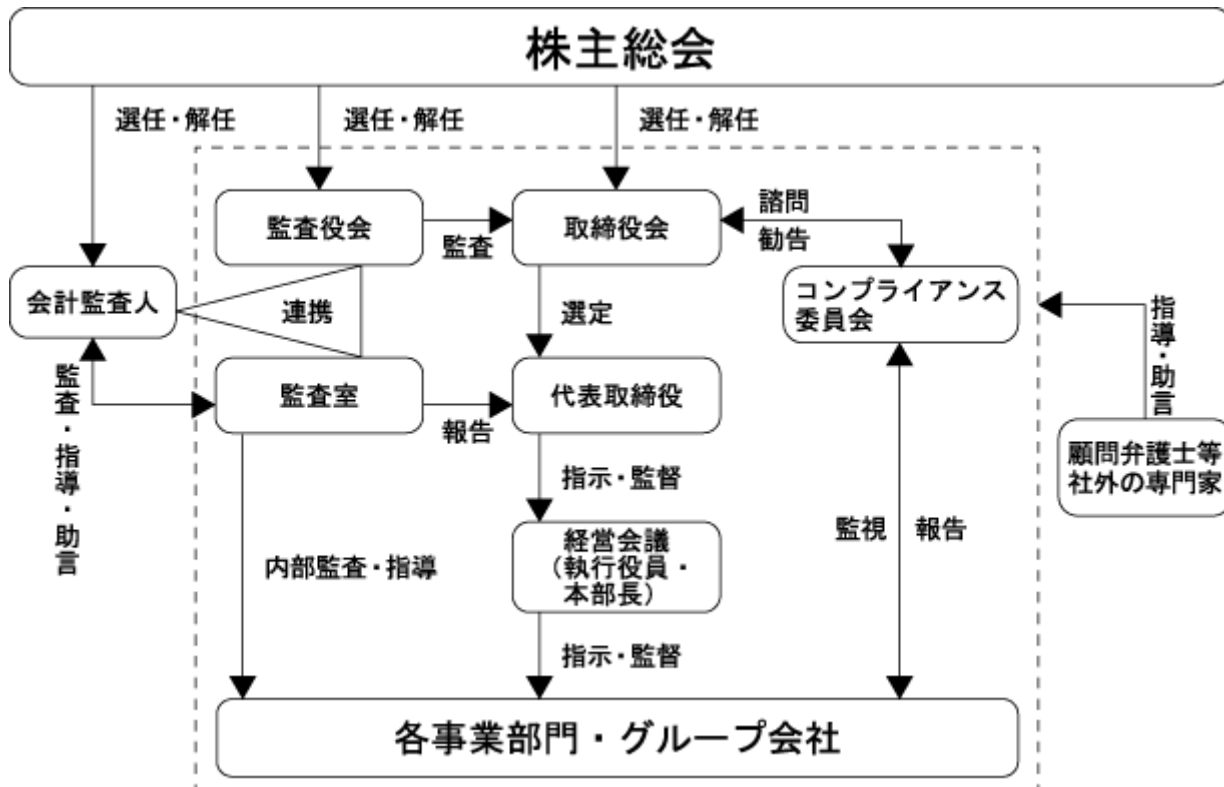 株主総会
選任・解任
選任・解任
選任・解任
監査役会
監査
取締役会
諮問
勧告
会計監査人
連携
選定
コンプライアンス
委員会
指導・助言
監査室
報告
代表取締役
監査・指導・助言
指示・監督
顧問弁護士等
社外の専門家
内部監査・指導
経営会議
（執行役員・
本部長）
監視
報告
指示・監督
各事業部門・グループ会社